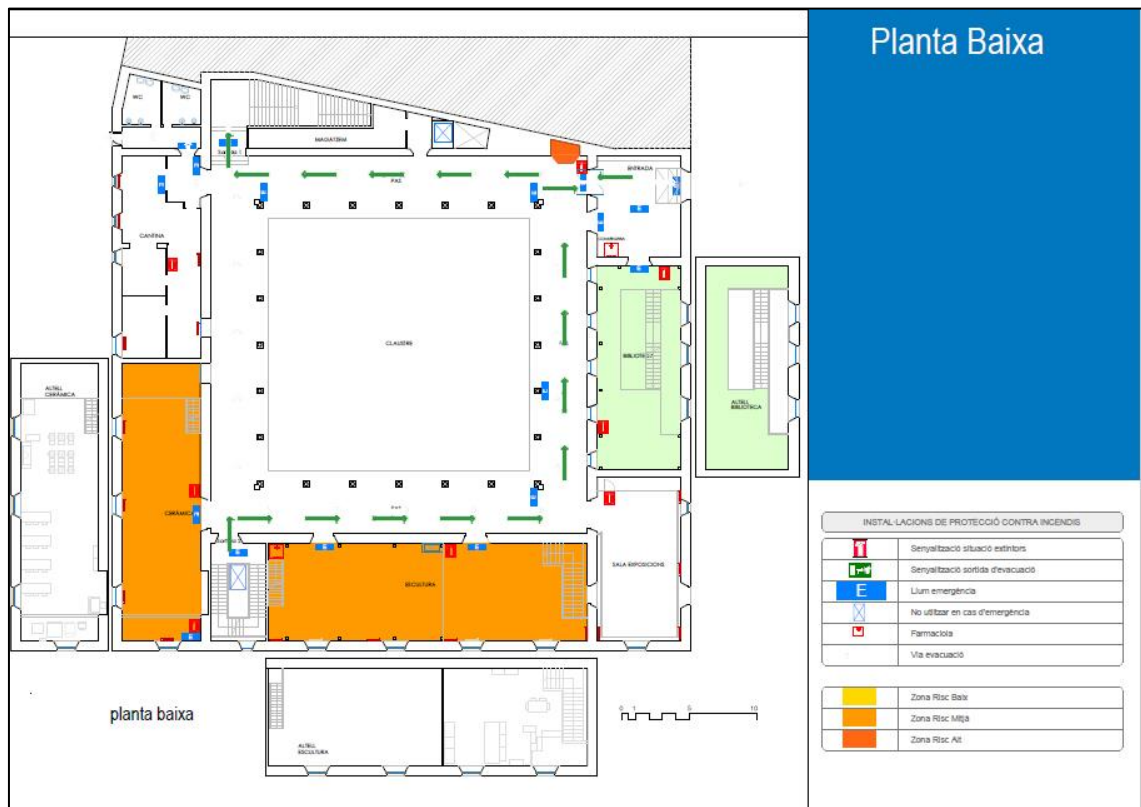 Planta Baixa
WC
WC
MAGATZEM
ENTRADA
PAS
CANTINA
CONSERGERIA
CLAUSTRE
BIBLIOTECA
ALTELL
BIBLIOTECA
ALTELL
CERÀMICA
CERÀMICA
ESCULTURA
SALA EXPOSICIONS
ALTELL
ESCULTURA
planta baixa
0 1 5 10
INSTAL·LACIONS DE PROTECCIÓ CONTRA INCENDIS
Senyalització situació extintors
Senyalització sortida d'evacuació
E Llum emergència
No utilitzar en cas d'emergència
Farmaciola
Via evacuació
Zona Risc Baix
Zona Risc Mitjà
Zona Risc Alt